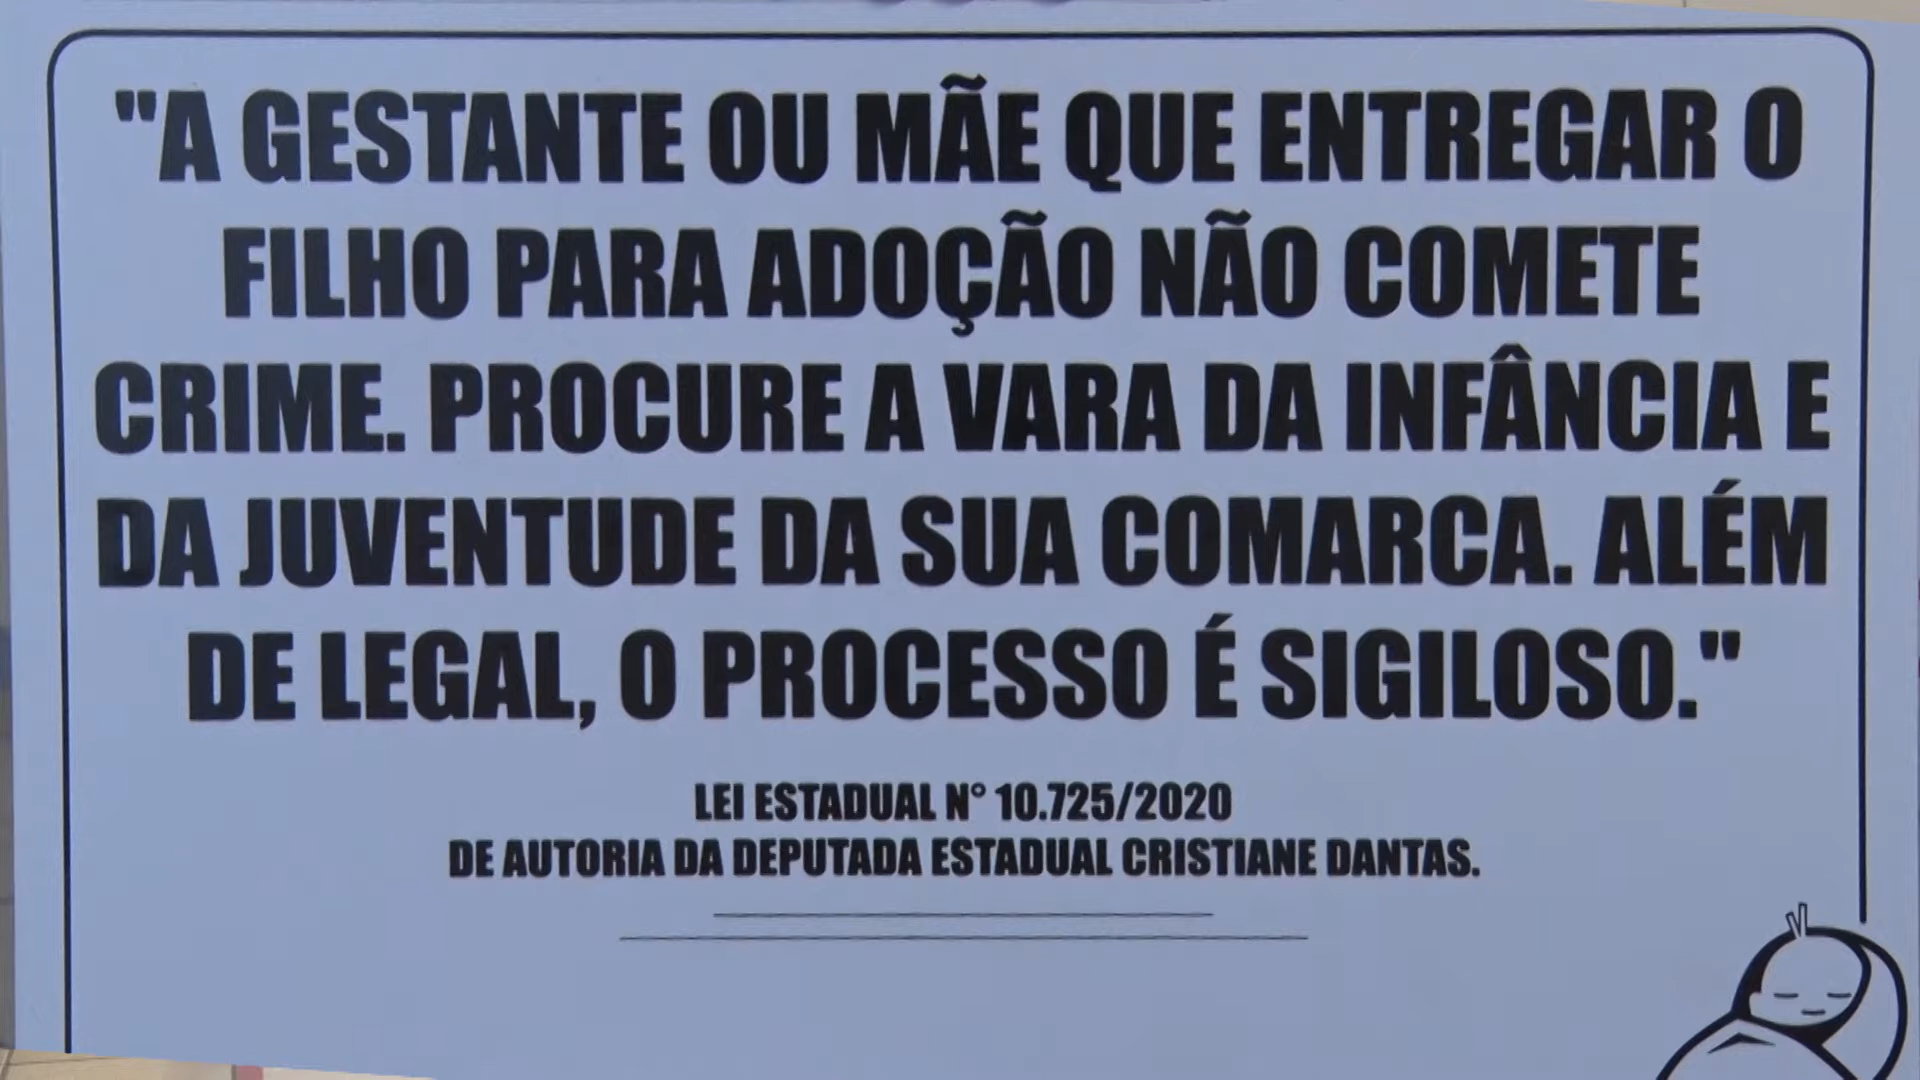 "A GESTANTE OU MÃE QUE ENTREGAR O
FILHO PARA ADOÇÃO NÃO COMETE
CRIME. PROCURE A VARA DA INFÂNCIA E
DA JUVENTUDE DA SUA COMARCA. ALÉM
DE LEGAL, O PROCESSO É SIGILOSO."
LEI ESTADUAL N° 10.725/2020
DE AUTORIA DA DEPUTADA ESTADUAL CRISTIANE DANTAS.